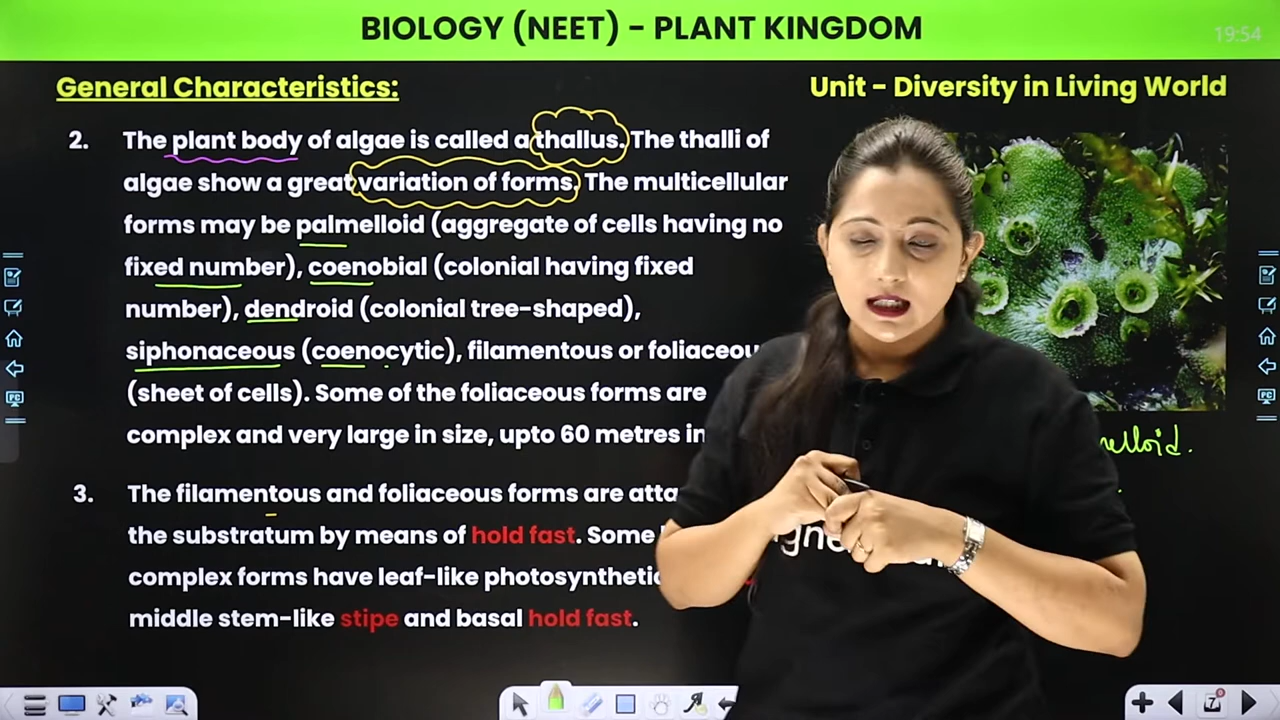 BIOLOGY (NEET) - PLANT KINGDOM
19:54
General Characteristics:
Unit - Diversity in Living World
2. The plant body of algae is called a thallus. The thalli of
algae show a great variation of forms. The multicellular
forms may be palmelloid (aggregate of cells having no
fixed number), coenobial (colonial having fixed
number), dendroid (colonial tree-shaped),
siphonaceous (coenocytic), filamentous or foliaceou
(sheet of cells). Some of the foliaceous forms are
complex and very large in size, upto 60 metres in
3. The filamentous and foliaceous forms are atta
the substratum by means of hold fast. Some
complex forms have leaf-like photosynthetic
middle stem-like stipe and basal hold fast.